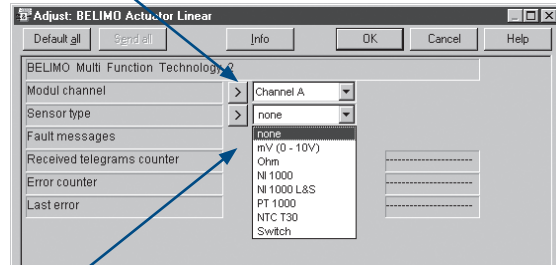 Adjust: BELIMO Actuator Linear
Default all Send all Info OK Cancel Help
BELIMO Multi Function Technology 2
Modul channel > Channel A
Sensor type > none
Fault messages
none
mV (0 - 10V)
Received telegrams counter
Ohm
NI 1000
Error counter
NI 1000 L&S
Last error
PT 1000
NTC T30
Switch